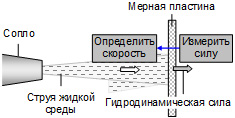 Мерная пластина
Сопло
Определить
скорость
Измерить
силу
Струя жидкой
среды
Гидродинамическая сила